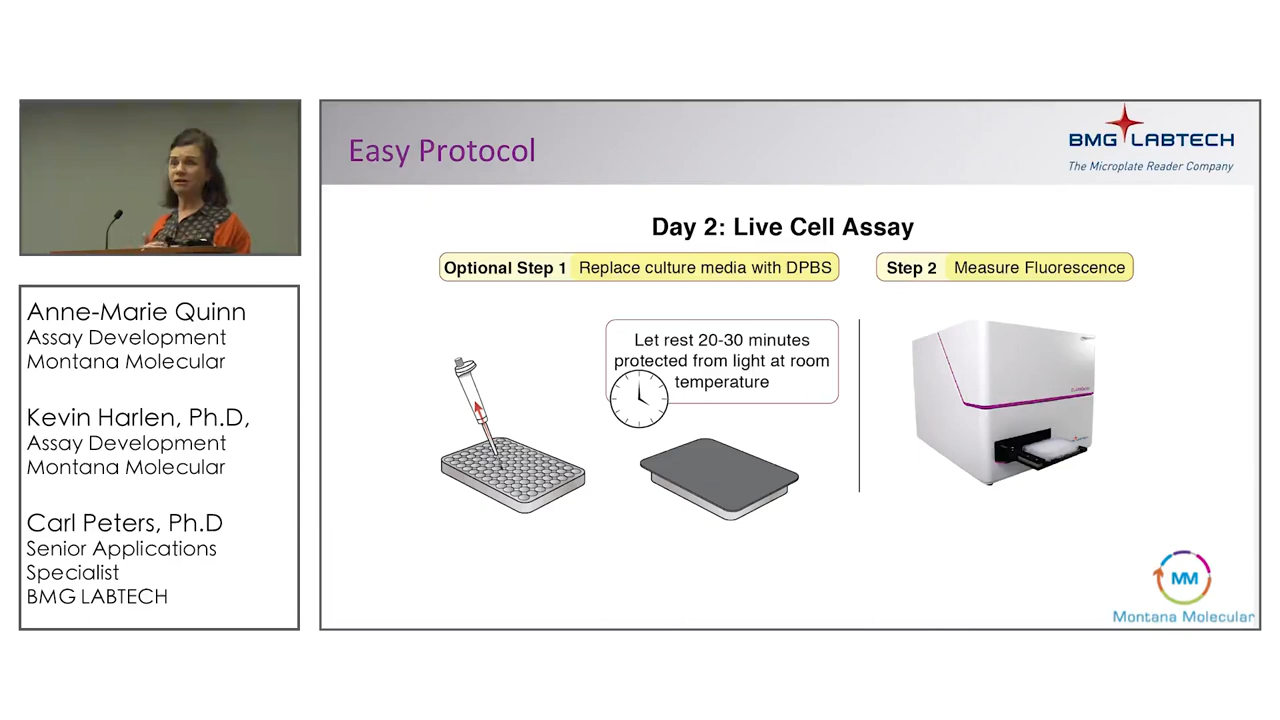 Anne-Marie Quinn
Assay Development
Montana Molecular
Kevin Harlen, Ph.D,
Assay Development
Montana Molecular
Carl Peters, Ph.D
Senior Applications
Specialist
BMG LABTECH
Easy Protocol
BMG LABTECH
The Microplate Reader Company
Day 2: Live Cell Assay
Optional Step 1 Replace culture media with DPBS
Step 2 Measure Fluorescence
Let rest 20-30 minutes
protected from light at room
temperature
MM
Montana Molecular